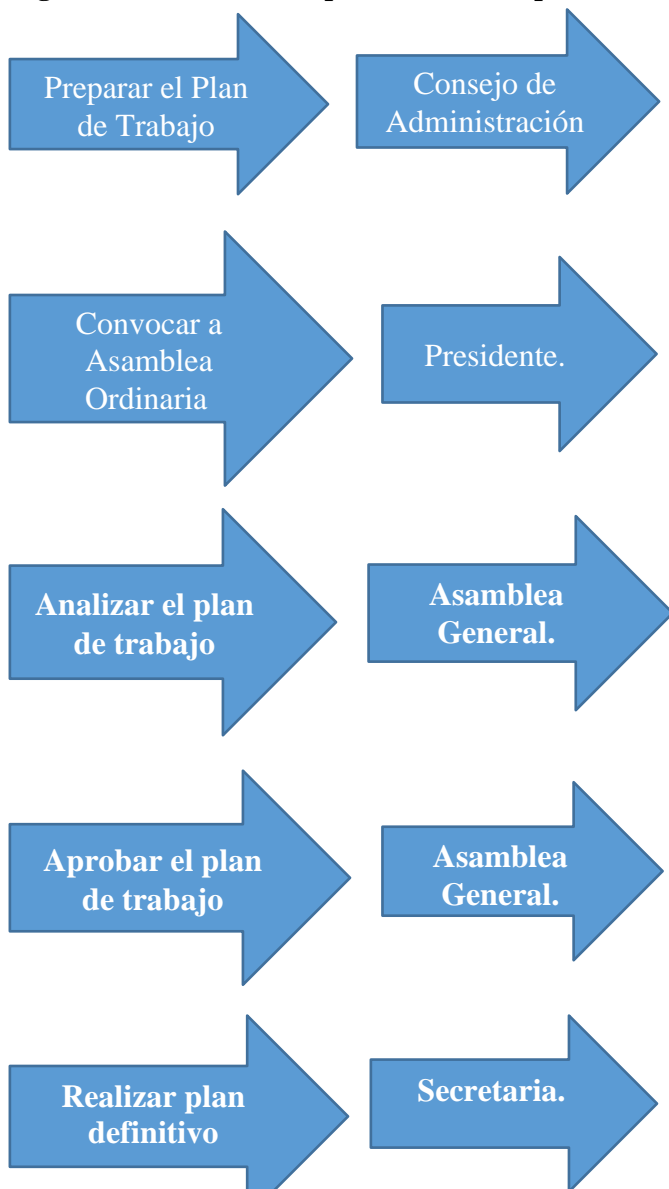 Preparar el Plan
de Trabajo
Consejo de
Administración
Convocar a
Asamblea
Ordinaria
Presidente.
Analizar el plan
de trabajo
Asamblea
General.
Aprobar el plan
de trabajo
Asamblea
General.
Realizar plan
definitivo
Secretaria.